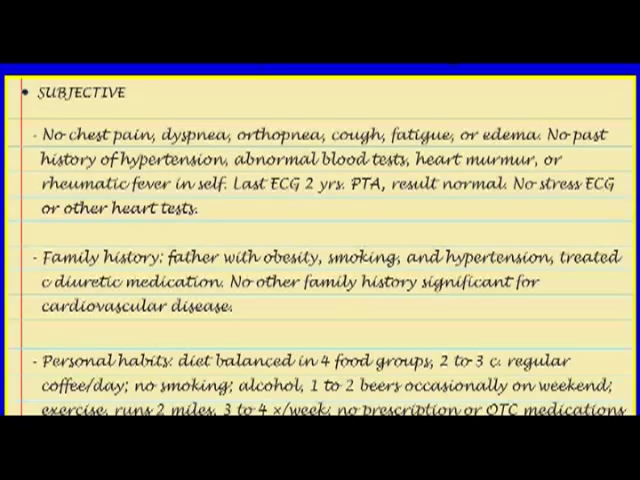 • SUBJECTIVE
- No chest pain, dyspnea, orthopnea, cough, fatigue, or edema. No past
history of hypertension, abnormal blood tests, heart murmur, or
rheumatic fever in self. Last ECG 2 yrs. PTA, result normal. No stress ECG
or other heart tests.
- Family history: father with obesity, smoking, and hypertension, treated
c diuretic medication. No other family history significant for
cardiovascular disease.
- Personal habits: diet balanced in 4 food groups, 2 to 3 c. regular
coffee/day; no smoking; alcohol, 1 to 2 beers occasionally on weekend;
exercise, runs 2 miles, 3 to 4 ×/week; no prescription or OTC medications